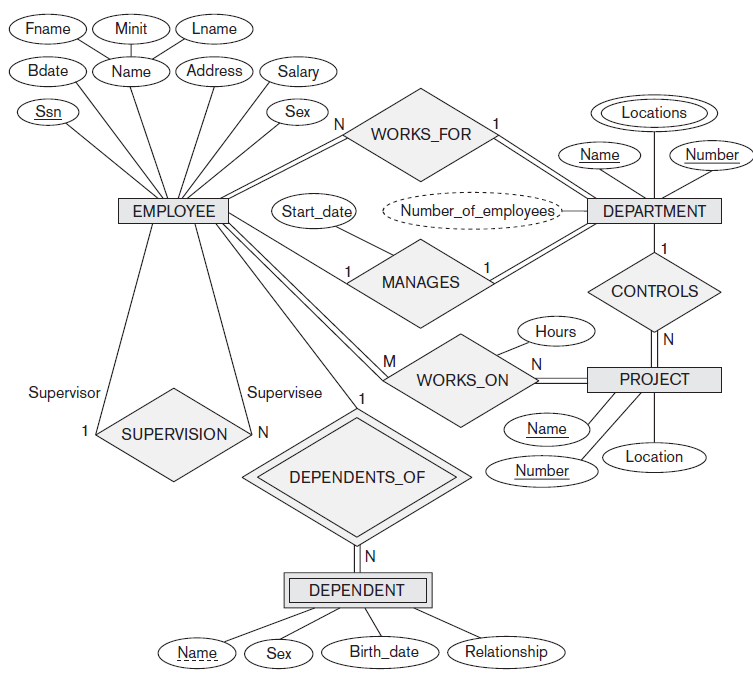 Fname
Minit
Lname
Bdate
Name
Address
Salary
Ssn
Sex
N
WORKS_FOR
1
Locations
Name
Number
EMPLOYEE
Start_date
Number_of_employees
DEPARTMENT
1
MANAGES
1
1
CONTROLS
N
Hours
M
WORKS_ON
N
PROJECT
Supervisor
Supervisee
1
SUPERVISION
N
1
Name
Number
Location
DEPENDENTS_OF
N
DEPENDENT
Name
Sex
Birth_date
Relationship